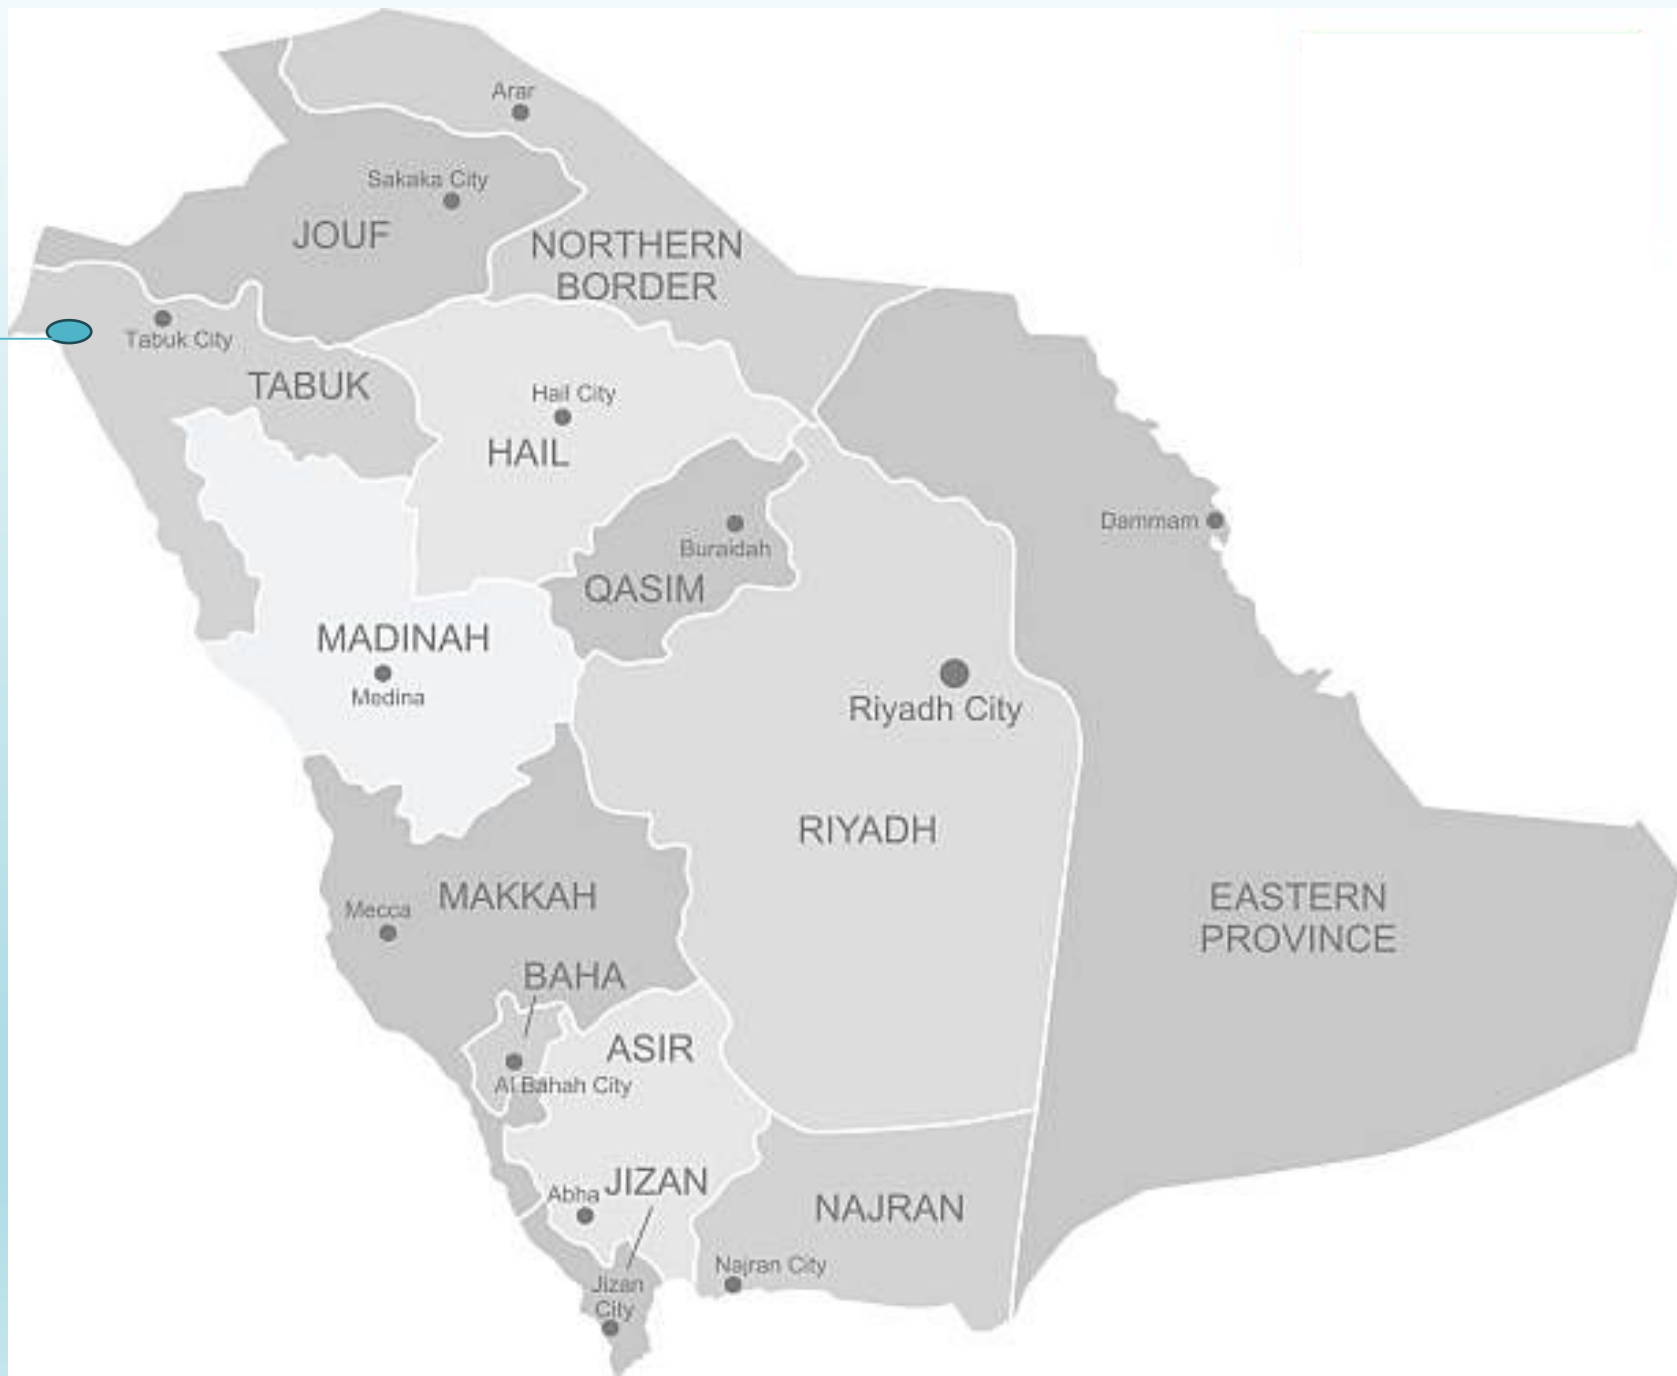 Arar
Sakaka City
JOUF
NORTHERN
BORDER
Tabuk City
TABUK
Hail City
HAIL
Dammam
Buraidah
QASIM
MADINAH
Medina
Riyadh City
RIYADH
MAKKAH
Mecca
EASTERN
PROVINCE
BAHA
ASIR
Al Bahah City
JIZAN
Abha
NAJRAN
Najran City
Jizan
City